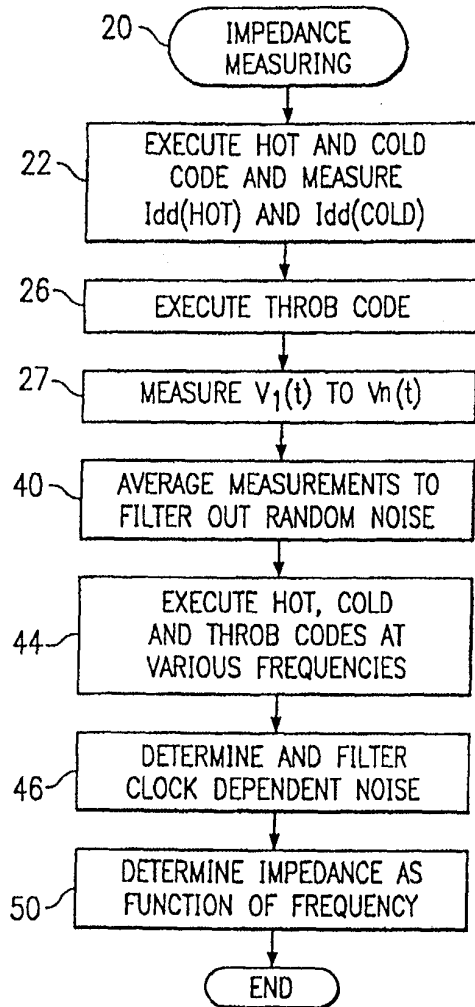 20
IMPEDANCE
MEASURING
22
EXECUTE HOT AND COLD
CODE AND MEASURE
Idd(HOT) AND Idd(COLD)
26
EXECUTE THROB CODE
27
MEASURE V1(t) TO Vn(t)
40
AVERAGE MEASUREMENTS TO
FILTER OUT RANDOM NOISE
44
EXECUTE HOT, COLD
AND THROB CODES AT
VARIOUS FREQUENCIES
46
DETERMINE AND FILTER
CLOCK DEPENDENT NOISE
50
DETERMINE IMPEDANCE AS
FUNCTION OF FREQUENCY
END